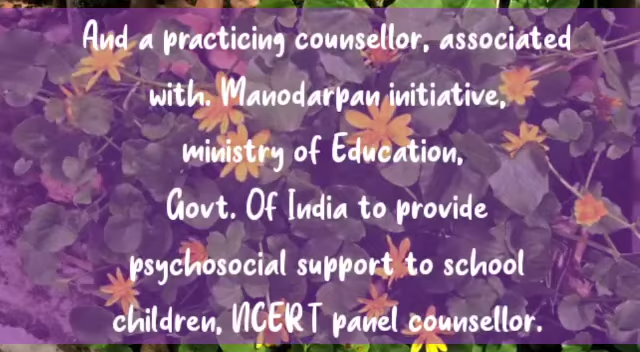 And a practicing counsellor, associated
with. Manodarpan initiative,
ministry of Education,
Govt. Of India to provide
psychosocial support to school
children, NCERT panel counsellor.